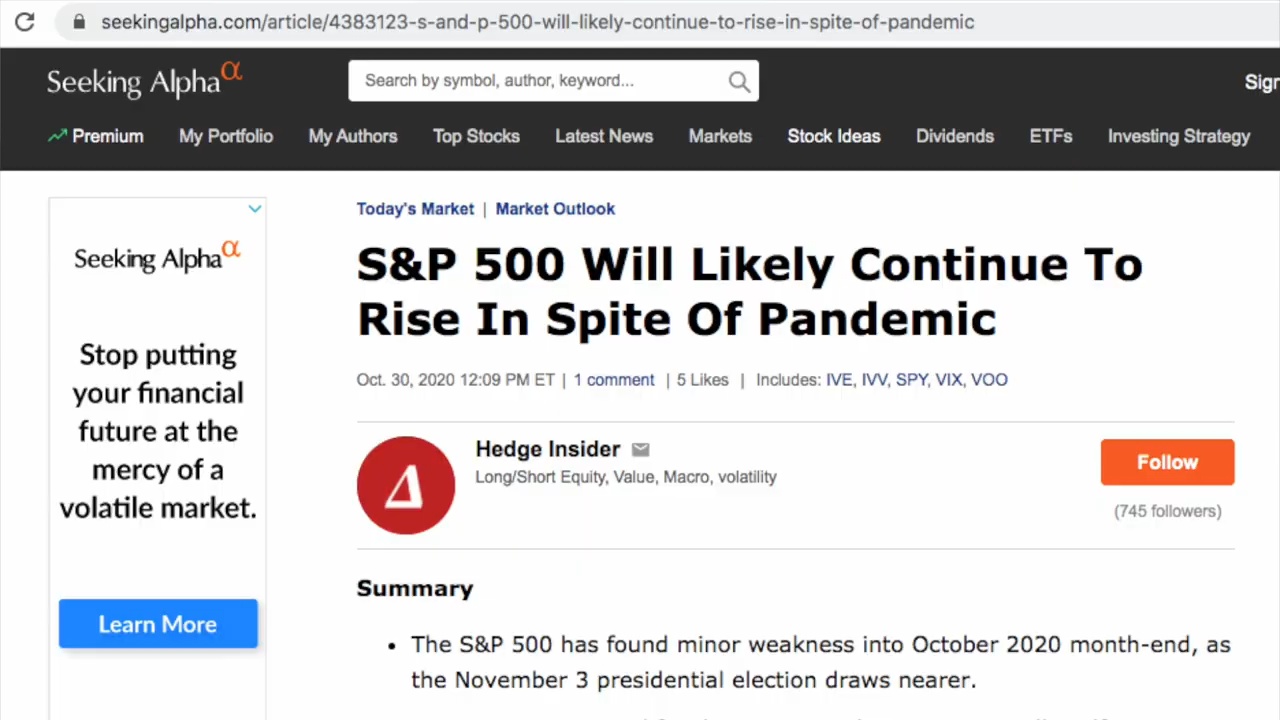 seekingalpha.com/article/4383123-s-and-p-500-will-likely-continue-to-rise-in-spite-of-pandemic
Seeking Alphaα
Search by symbol, author, keyword...
Sign
Premium My Portfolio My Authors Top Stocks Latest News Markets Stock Ideas Dividends ETFs Investing Strategy
Seeking Alphaα
Stop putting
your financial
future at the
mercy of a
volatile market.
Learn More
Today's Market | Market Outlook
S&P 500 Will Likely Continue To
Rise In Spite Of Pandemic
Oct. 30, 2020 12:09 PM ET | 1 comment | 5 Likes | Includes: IVE, IVV, SPY, VIX, VOO
Hedge Insider
Long/Short Equity, Value, Macro, volatility
Follow
(745 followers)
Summary
• The S&P 500 has found minor weakness into October 2020 month-end, as
the November 3 presidential election draws nearer.